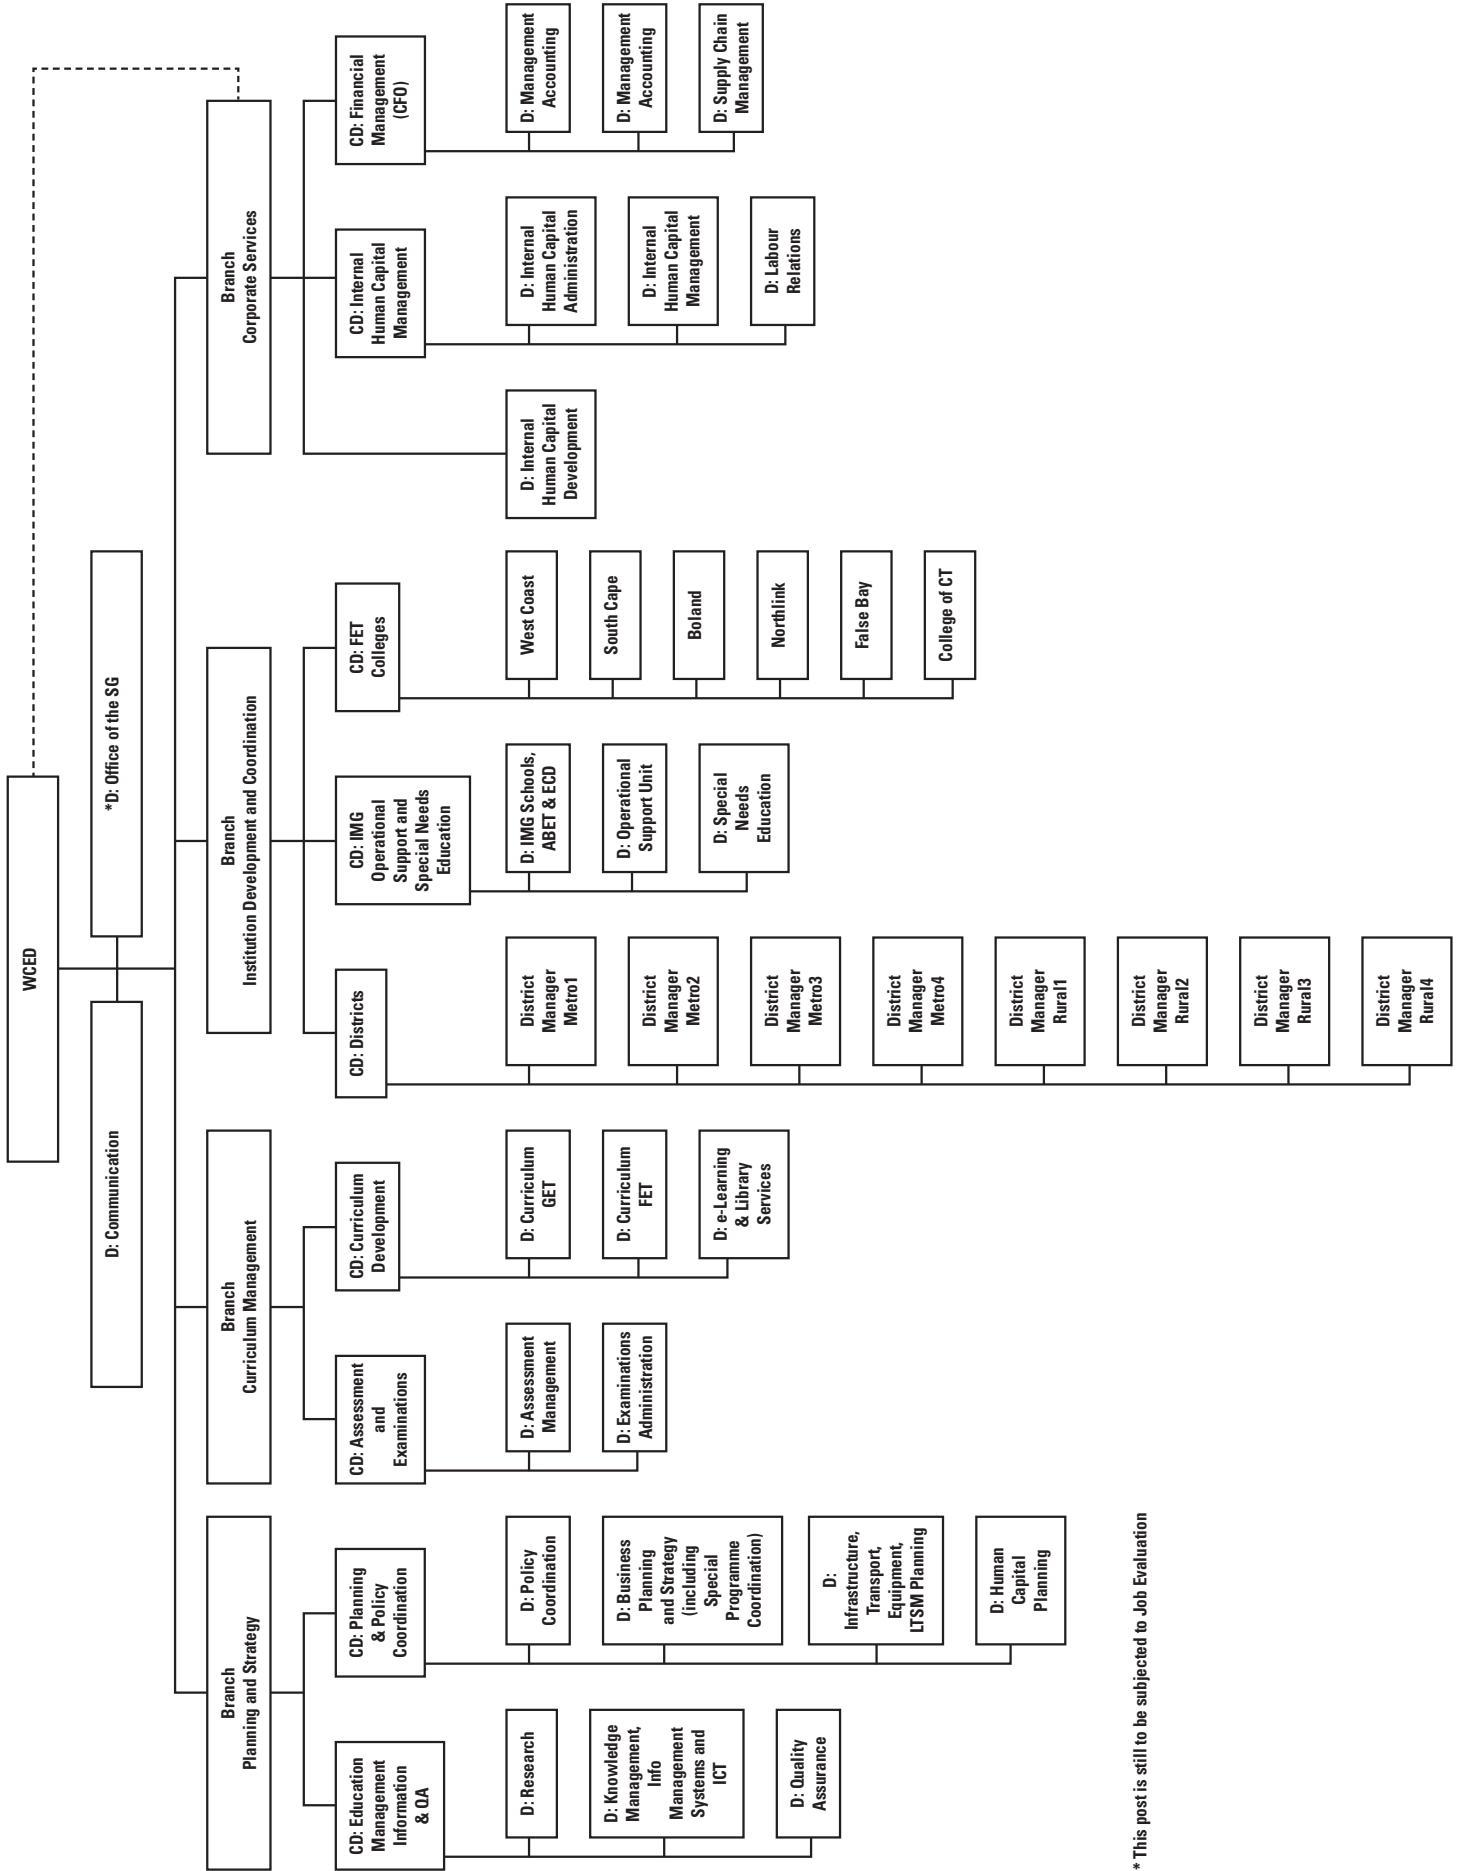 WCED
D: Communication
*D: Office of the SG
Branch
Planning and Strategy
Branch
Curriculum Management
Branch
Institution Development and Coordination
Branch
Corporate Services
CD: Education
Management
Information
& QA
CD: Planning
& Policy
Coordination
CD: Assessment
and
Examinations
CD: Curriculum
Development
CD: Districts
CD: IMG
Operational
Support and
Special Needs
Education
CD: FET
Colleges
CD: Internal
Human Capital
Management
CD: Financial
Management
(CFO)
D: Research
D: Knowledge
Management,
Info
Management
Systems and
ICT
D: Quality
Assurance
D: Policy
Coordination
D: Business
Planning
and Strategy
(including
Special
Programme
Coordination)
D:
Infrastructure,
Transport,
Equipment,
LTSM Planning
D: Human
Capital
Planning
D: Assessment
Management
D: Examinations
Administration
D: Curriculum
GET
D: Curriculum
FET
D: e-Learning
& Library
Services
District
Manager
Metro1
District
Manager
Metro2
District
Manager
Metro3
District
Manager
Metro4
District
Manager
Rural1
District
Manager
Rural2
District
Manager
Rural3
District
Manager
Rural4
D: IMG Schools,
ABET & ECD
D: Operational
Support Unit
D: Special
Needs
Education
West Coast
South Cape
Boland
Northlink
False Bay
College of CT
D: Internal
Human Capital
Development
D: Internal
Human Capital
Administration
D: Internal
Human Capital
Management
D: Labour
Relations
D: Management
Accounting
D: Management
Accounting
D: Supply Chain
Management
* This post is still to be subjected to Job Evaluation